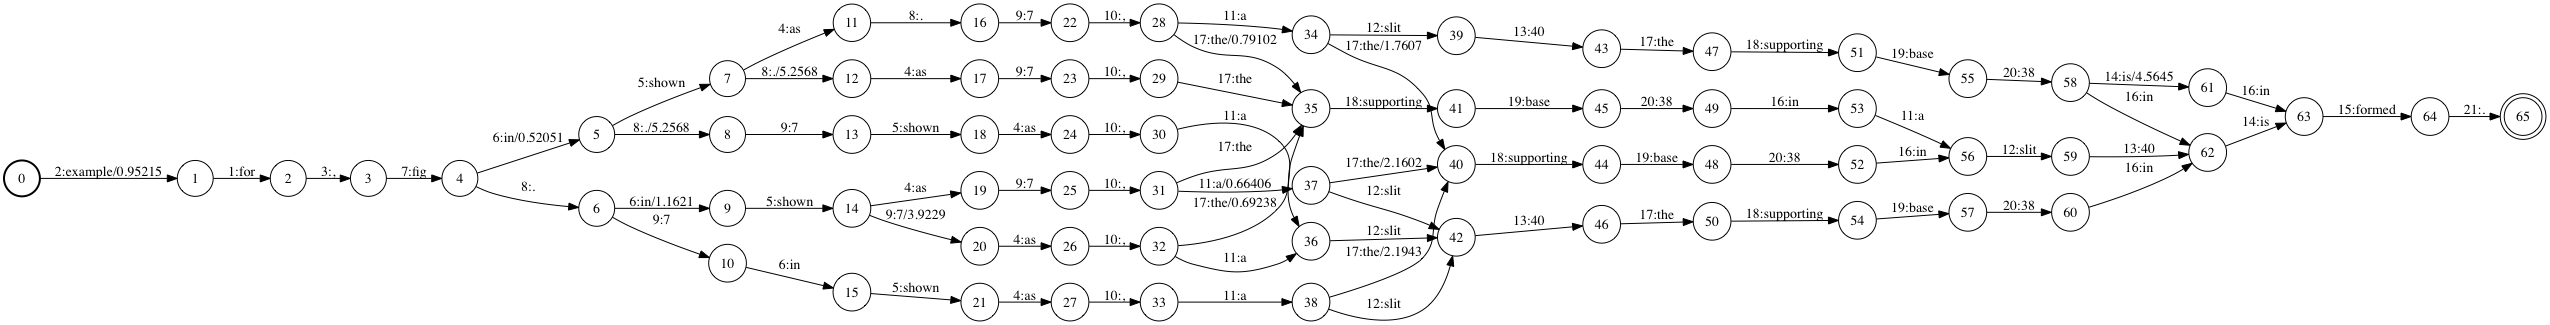 0 2:example/0.95215 1 1:for 2 3:, 3 7:fig 4
6:in/0.52051 5 8:. 6
5:shown 7 8:./5.2568 8 6:in/1.1621 9 9:7 10
4:as 11 8:. 16 9:7 22 10:, 28 11:a 34 12:slit 39 13:40 43 17:the 47 18:supporting 51 19:base 55 20:38 58 14:is/4.5645 61 16:in 63 15:formed 64 21:. 65
17:the/0.79102 17:the/1.7607 16:in
8:./5.2568 12 4:as 17 9:7 23 10:, 29 17:the 35 18:supporting 41 19:base 45 20:38 49 16:in 53 11:a 56 12:slit 59 13:40 62 14:is
9:7 13 5:shown 18 4:as 24 10:, 30 11:a
5:shown 14 4:as 19 9:7 25 10:, 31 17:the 11:a/0.66406 37 17:the/2.1602 40 18:supporting 44 19:base 48 20:38 52 16:in
17:the/0.69238 12:slit
9:7/3.9229 20 4:as 26 10:, 32 11:a 36 12:slit 42 13:40 46 17:the 50 18:supporting 54 19:base 57 20:38 60 16:in
17:the/2.1943
6:in 15 5:shown 21 4:as 27 10:, 33 11:a 38 12:slit